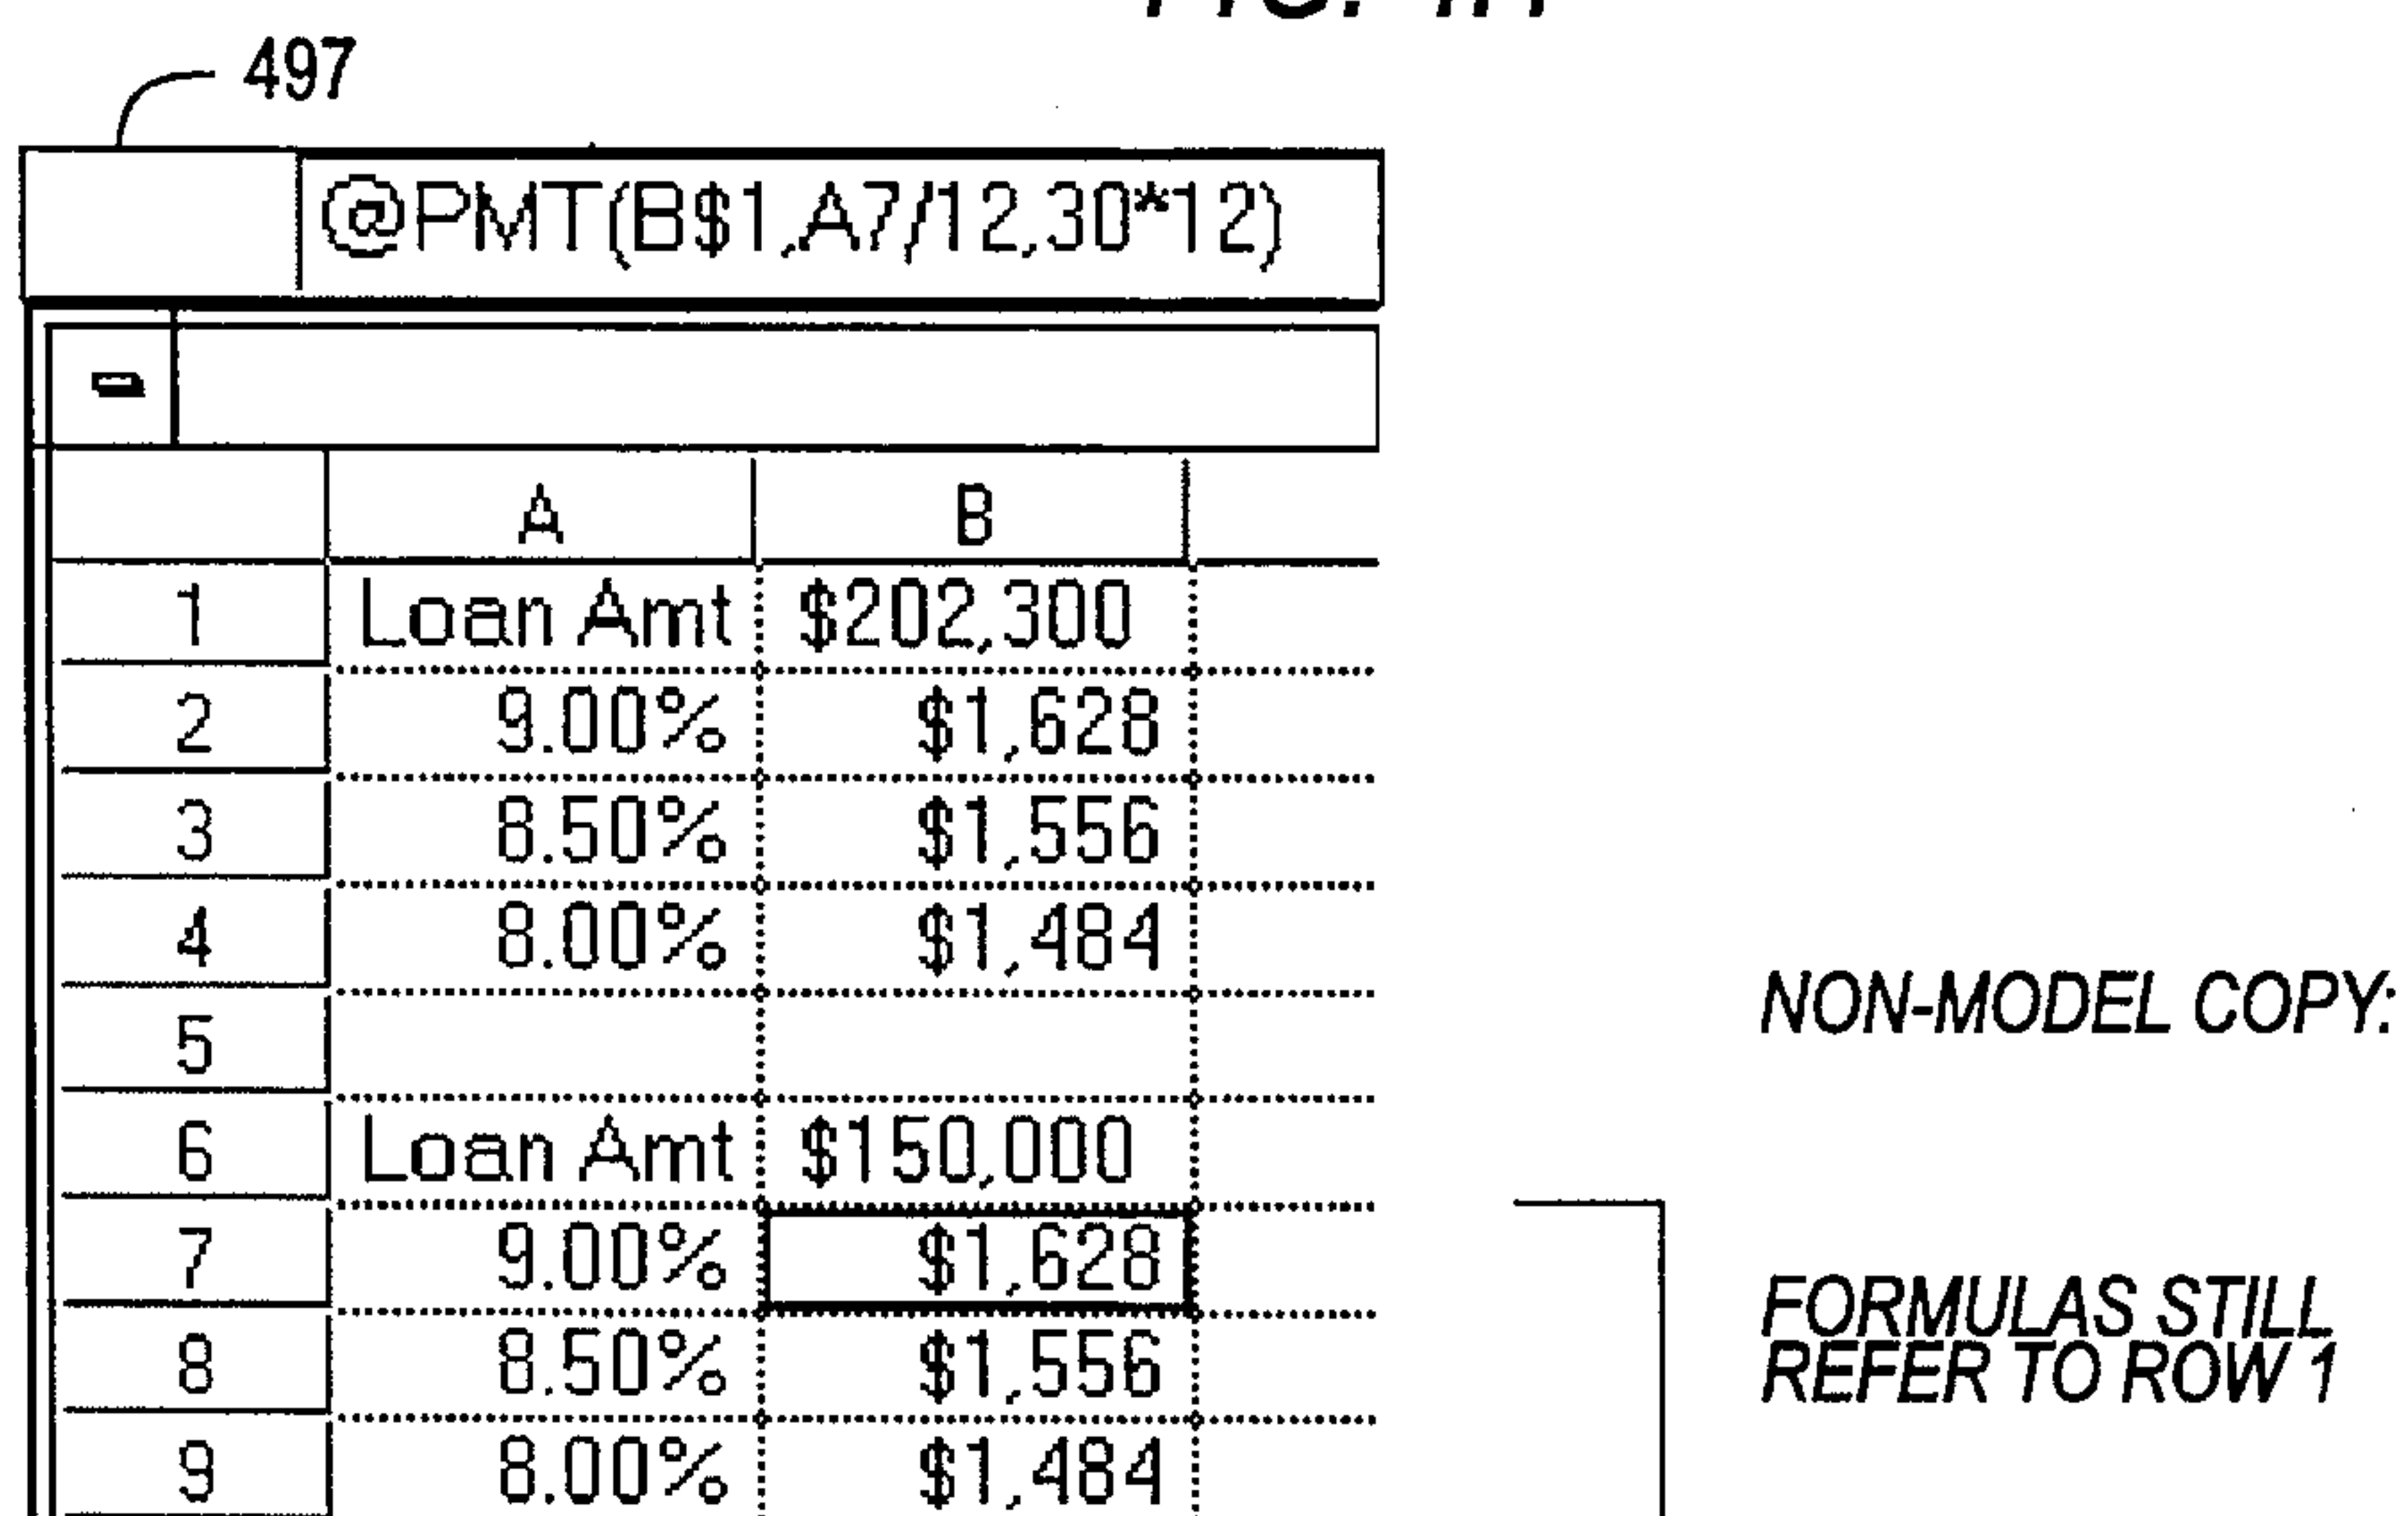 497
@PMT(B$1,A7/12,30*12)
A B
1 Loan Amt $202,300
2 9.00% $1,628
3 8.50% $1,556
4 8.00% $1,484
5
6 Loan Amt $150,000
7 9.00% $1,628
8 8.50% $1,556
9 8.00% $1,484
NON-MODEL COPY:
FORMULAS STILL
REFER TO ROW 1